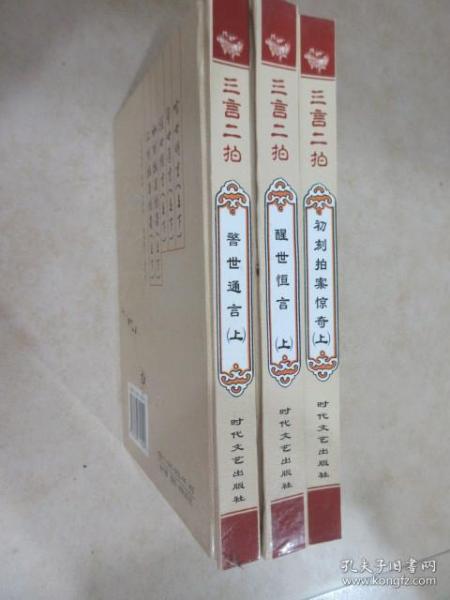 三言二拍
警世通言(上)
时代文艺出版社
三言二拍
醒世恒言(上)
时代文艺出版社
三言二拍
初刻拍案惊奇(上)
时代文艺出版社
孔夫子旧书网
www.kongfz.com